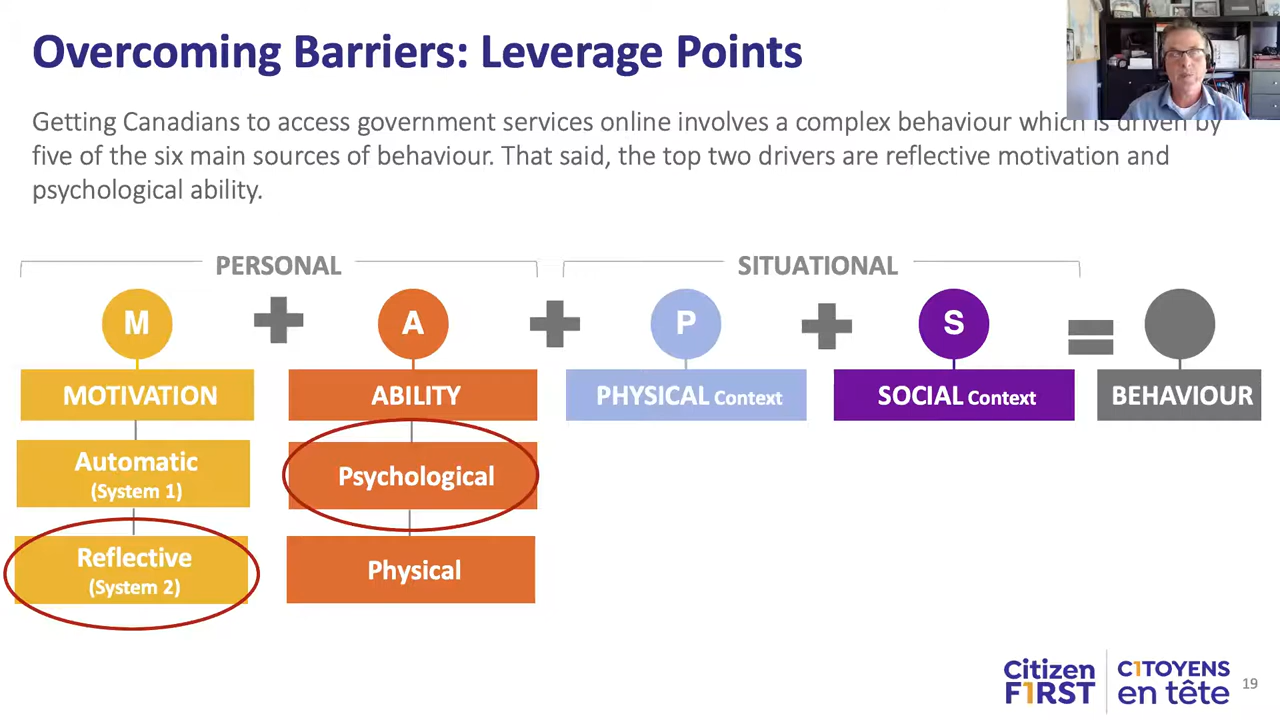 Overcoming Barriers: Leverage Points
Getting Canadians to access government services online involves a complex behaviour which is driven by
five of the six main sources of behaviour. That said, the top two drivers are reflective motivation and
psychological ability.
PERSONAL
SITUATIONAL
M
A
P
S
MOTIVATION
ABILITY
PHYSICAL Context
SOCIAL Context
BEHAVIOUR
Automatic
(System 1)
Psychological
Reflective
(System 2)
Physical
Citizen
F1RST
C1TOYENS
en tête
19